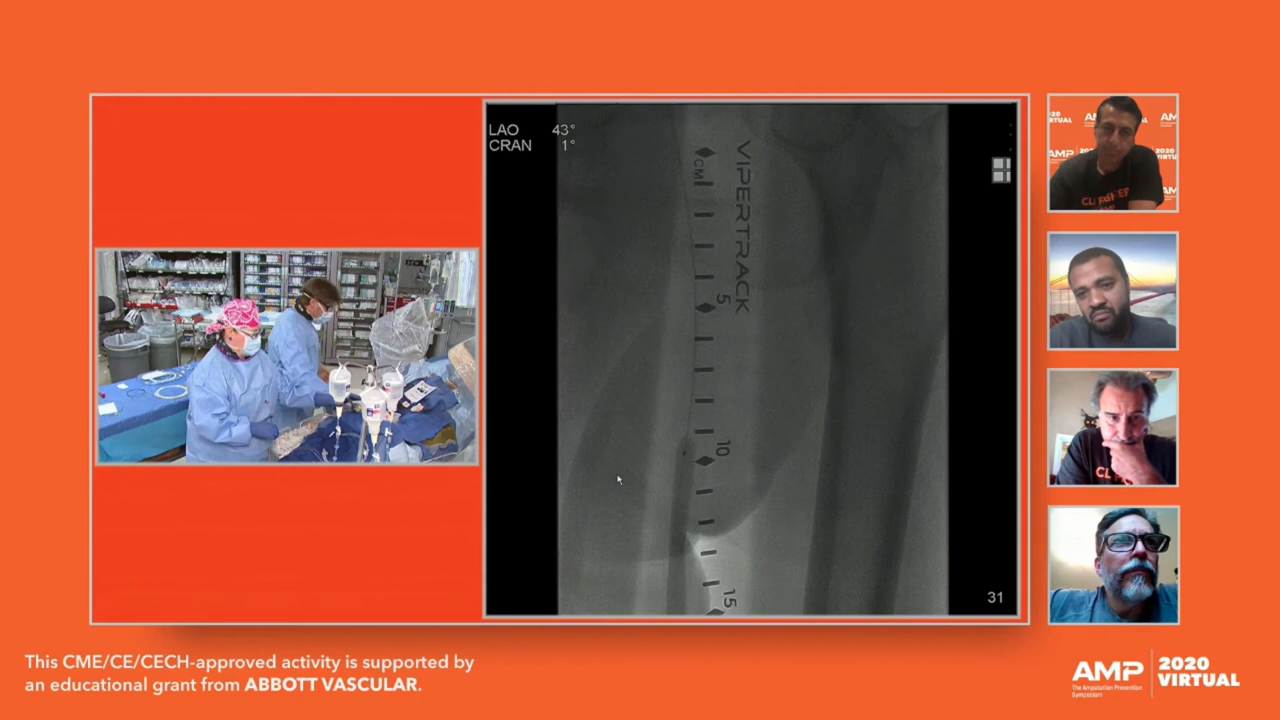 LAO 43°
CRAN 1°
CM
VIPERTRACK
5
10
15
31
This CME/CE/CECH-approved activity is supported by
an educational grant from ABBOTT VASCULAR.
AMP
The Amputation Prevention
Symposium
2020
VIRTUAL